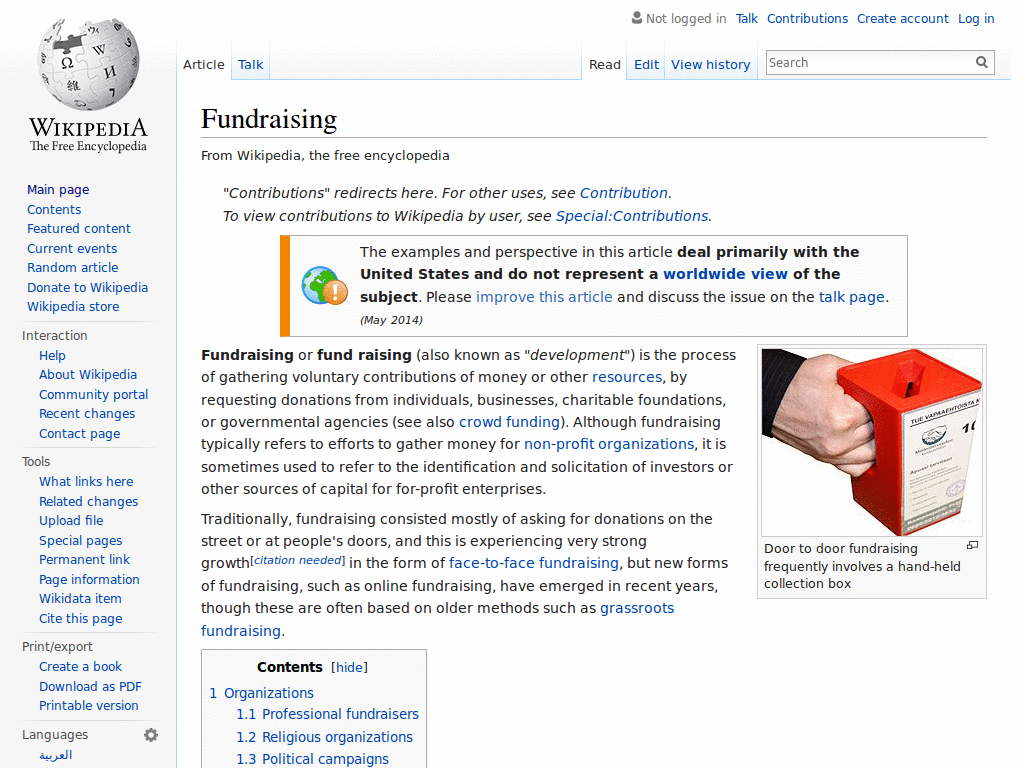 Not logged in Talk Contributions Create account Log in
Article Talk Read Edit View history Search
WIKIPEDIA
The Free Encyclopedia
Main page
Contents
Featured content
Current events
Random article
Donate to Wikipedia
Wikipedia store
Interaction
Help
About Wikipedia
Community portal
Recent changes
Contact page
Tools
What links here
Related changes
Upload file
Special pages
Permanent link
Page information
Wikidata item
Cite this page
Print/export
Create a book
Download as PDF
Printable version
Languages
العربية
Fundraising
From Wikipedia, the free encyclopedia
"Contributions" redirects here. For other uses, see Contribution.
To view contributions to Wikipedia by user, see Special:Contributions.
The examples and perspective in this article deal primarily with the
United States and do not represent a worldwide view of the
subject. Please improve this article and discuss the issue on the talk page.
(May 2014)
Fundraising or fund raising (also known as "development") is the process
of gathering voluntary contributions of money or other resources, by
requesting donations from individuals, businesses, charitable foundations,
or governmental agencies (see also crowd funding). Although fundraising
typically refers to efforts to gather money for non-profit organizations, it is
sometimes used to refer to the identification and solicitation of investors or
other sources of capital for for-profit enterprises.
Traditionally, fundraising consisted mostly of asking for donations on the
street or at people's doors, and this is experiencing very strong
growth[citation needed] in the form of face-to-face fundraising, but new forms
of fundraising, such as online fundraising, have emerged in recent years,
though these are often based on older methods such as grassroots
fundraising.
TUE VAPAAEHTOISTA
Door to door fundraising
frequently involves a hand-held
collection box
Contents [hide]
1 Organizations
1.1 Professional fundraisers
1.2 Religious organizations
1.3 Political campaigns